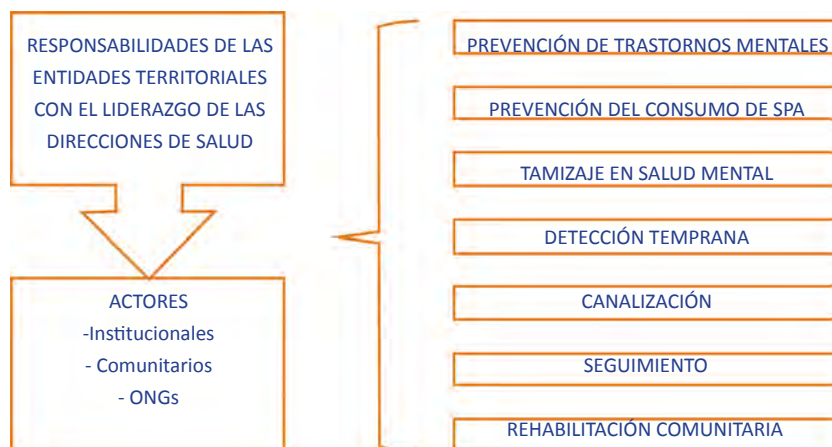 RESPONSABILIDADES DE LAS
ENTIDADES TERRITORIALES
CON EL LIDERAZGO DE LAS
DIRECCIONES DE SALUD
ACTORES
-Institucionales
- Comunitarios
- ONGs
PREVENCIÓN DE TRASTORNOS MENTALES
PREVENCIÓN DEL CONSUMO DE SPA
TAMIZAJE EN SALUD MENTAL
DETECCIÓN TEMPRANA
CANALIZACIÓN
SEGUIMIENTO
REHABILITACIÓN COMUNITARIA